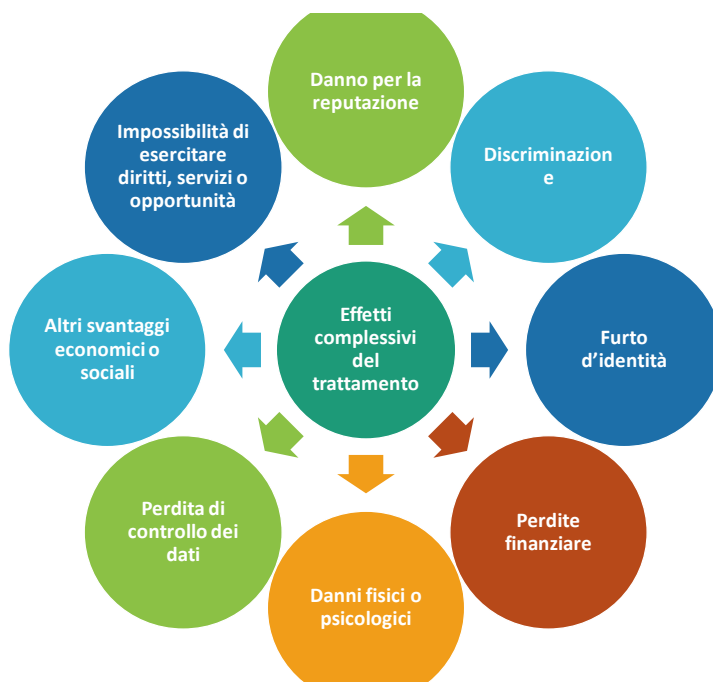 Danno per la
reputazione
Discriminazion
e
Furto
d’identità
Perdite
finanziare
Danni fisici o
psicologici
Perdita di
controllo dei
dati
Altri svantaggi
economici o
sociali
Impossibilità di
esercitare
diritti, servizi o
opportunità
Effetti
complessivi
del
trattamento